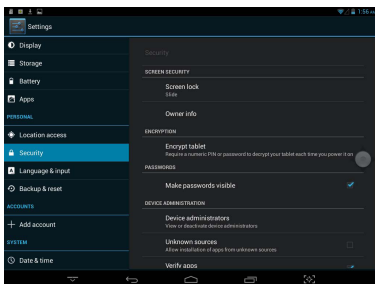 1:56
Settings
Display
Storage
Battery
Apps
PERSONAL
Location access
Security
Language & input
Backup & reset
ACCOUNTS
Add account
SYSTEM
Date & time
Security
SCREEN SECURITY
Screen lock
Slide
Owner info
ENCRYPTION
Encrypt tablet
Require a numeric PIN or password to decrypt your tablet each time you power it on
PASSWORDS
Make passwords visible
DEVICE ADMINISTRATION
Device administrators
View or deactivate device administrators
Unknown sources
Allow installation of apps from unknown sources
Verify apps